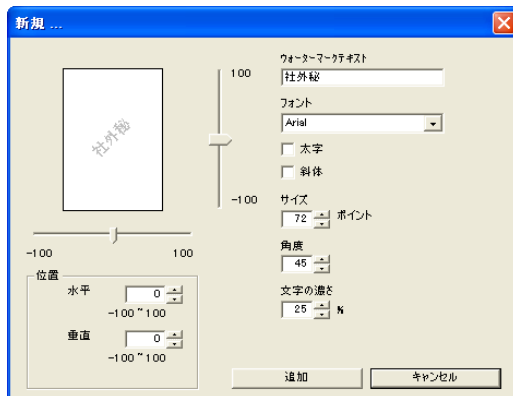 新規 ...
社外秘
100
-100
-100
100
位置
水平
0
-100~100
垂直
0
-100~100
ウォーターマークテキスト
社外秘
フォント
Arial
太字
斜体
サイズ
72
ポイント
角度
45
文字の濃さ
25
%
追加
キャンセル